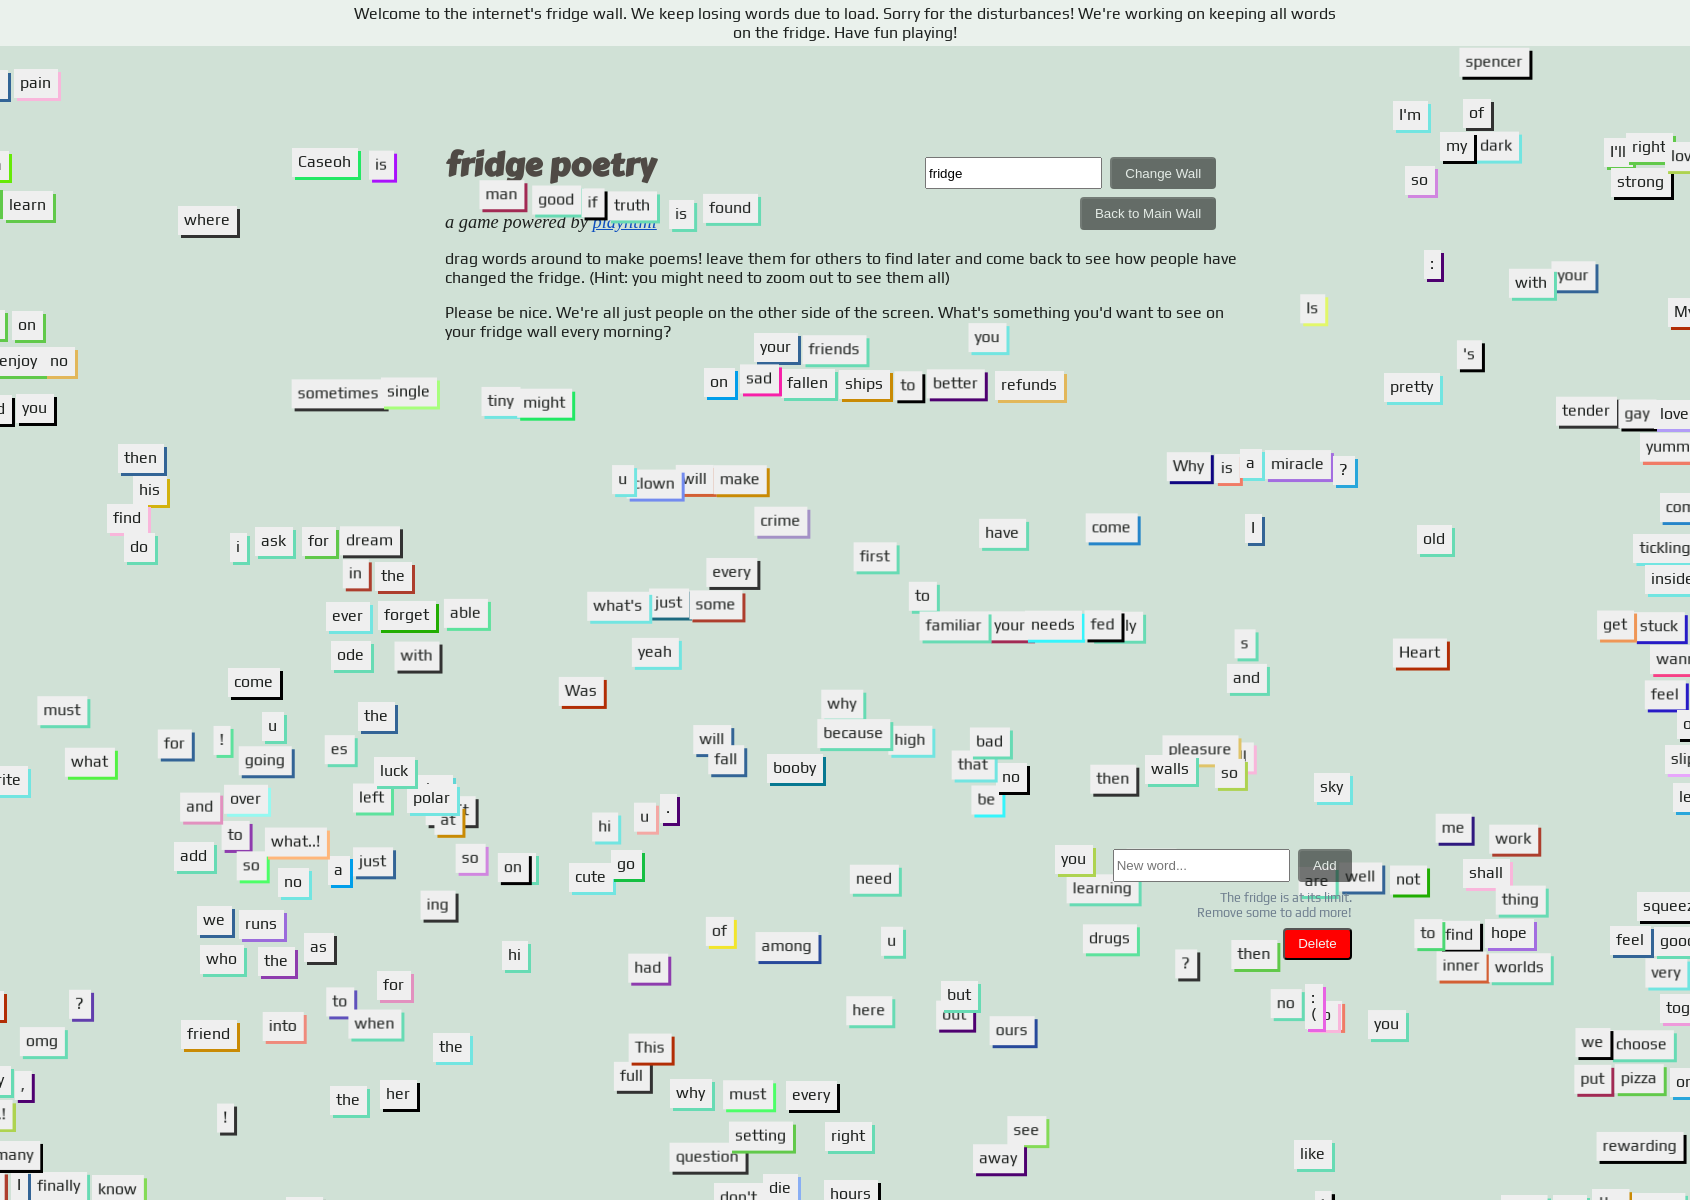 Welcome to the internet's fridge wall. We keep losing words due to load. Sorry for the disturbances! We're working on keeping all words
on the fridge. Have fun playing!
spencer
pain
I'm
of
my dark
I'll right
Caseoh is
fridge poetry
fridge
Change Wall
so
strong
man good if truth is found
learn
where
Back to Main Wall
a game powered by playhtml
drag words around to make poems! leave them for others to find later and come back to see how people have
changed the fridge. (Hint: you might need to zoom out to see them all)
:
with your
Please be nice. We're all just people on the other side of the screen. What's something you'd want to see on
your fridge wall every morning?
Is
on
you
your friends
's
enjoy no
on sad fallen ships to better refunds
pretty
sometimes single
tiny might
you
tender gay love
then
Why is a miracle ?
u clown will make
his
find
crime
have
come
I
old
do
i ask for dream
first
in the
every
to
what's just some
ever forget able
familiar your needs fed ly
get stuck
s
ode with
yeah
Heart
and
come
Was
feel
must
why
the
for ! u
because high
will
bad
es
going
fall
pleasure
what
luck
booby
that no
then walls so
sky
and over
left polar
be
at
hi u .
me
work
to what..!
add so no a just
so on
cute go
you
New word...
Add
need
learning
are well not
shall
thing
The fridge is at its limit.
Remove some to add more!
ing
we runs
of
among
u
drugs
Delete
to find hope
feel
who the as
hi
had
? then
inner worlds
very
for
to
when
but
no : (
?
here
ours
you
friend into
omg
the
This
we choose
full
put pizza
,
the her
why must every
!
setting right
see
question
away
like
rewarding
I finally know
die
don't
hours